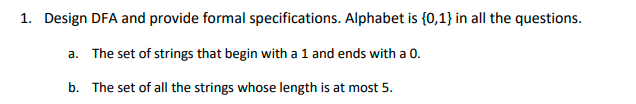 1. Design DFA and provide formal specifications. Alphabet is {0,1} in all the questions.
a. The set of strings that begin with a 1 and ends with a 0.
b. The set of all the strings whose length is at most 5.